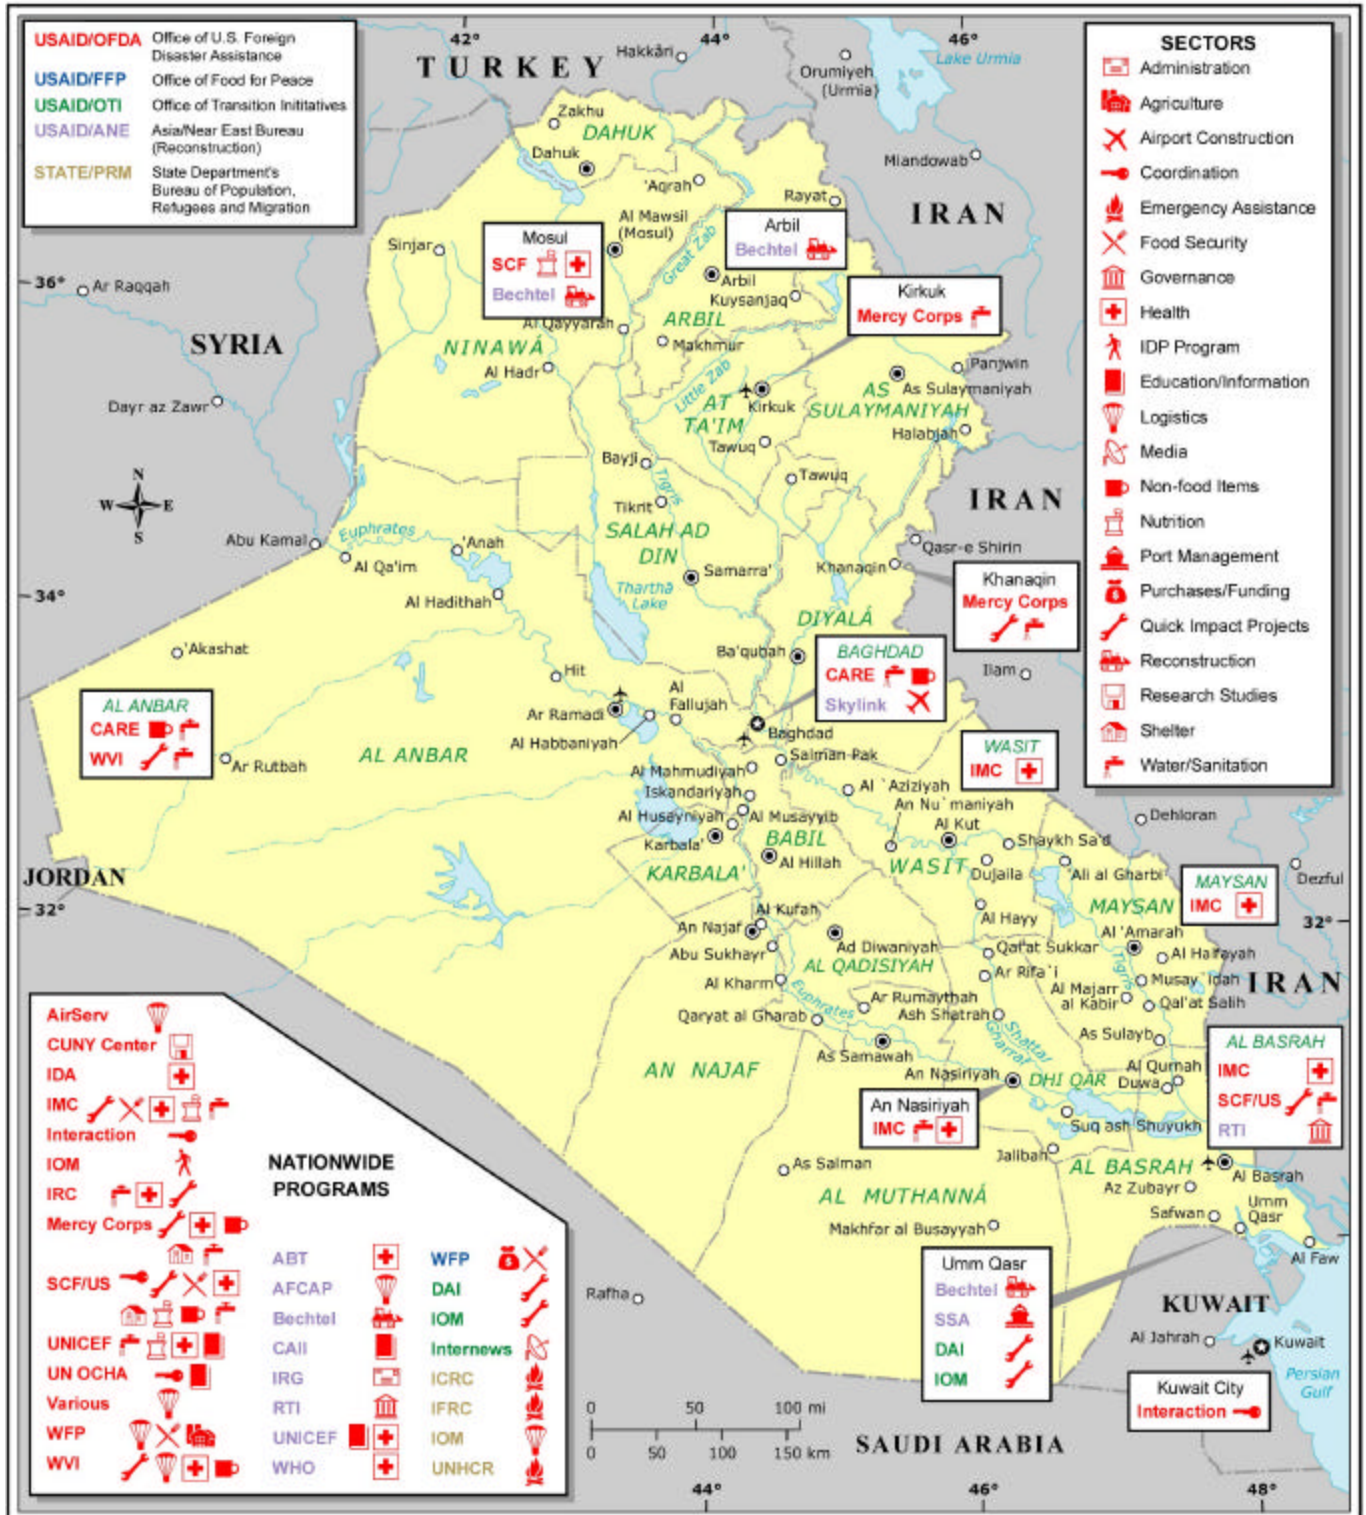 USAID/OFDA Office of U.S. Foreign
Disaster Assistance
USAID/FFP Office of Food for Peace
USAID/OTI Office of Transition Inititatives
USAID/ANE Asia/Near East Bureau
(Reconstruction)
STATE/PRM State Department's
Bureau of Population,
Refugees and Migration
42°
44°
46°
TURKEY
Hakkâri
Orumiyeh
(Urmia)
Lake Urmia
Miandowab
SECTORS
Administration
Agriculture
Airport Construction
Coordination
Emergency Assistance
Food Security
Governance
Health
IDP Program
Education/Information
Logistics
Media
Non-food Items
Nutrition
Port Management
Purchases/Funding
Quick Impact Projects
Reconstruction
Research Studies
Shelter
Water/Sanitation
Zakhu
DAHUK
Dahuk
'Aqrah
Rayat
IRAN
Al Mawsil
(Mosul)
Great Zab
Sinjar
Mosul
SCF
Bechtel
Arbil
Bechtel
Arbil
Kuysanjaq
Kirkuk
Mercy Corps
36°
Ar Raqqah
SYRIA
Al Qayyarah
ARBIL
Makhmur
NINAWÁ
Al Hadr
Panjwin
Little Zab
As Sulaymaniyah
AS
SULAYMANIYAH
Kirkuk
AT
TA'IM
Dayr az Zawr
Halabjah
Tawuq
Bayji
Tigris
Tawuq
N
W E
S
Tikrit
IRAN
SALAH AD
DIN
Abu Kamal
Euphrates
'Anah
Al Qa'im
Qasr-e Shirin
Khanaqin
Khanaqin
Mercy Corps
Samarra'
Tharthā
Lake
34°
Al Hadithah
DIYALÁ
'Akashat
Ba'qubah
BAGHDAD
CARE
Skylink
Ilam
Hit
AL ANBAR
CARE
WVI
Al
Fallujah
Ar Ramadi
Al Habbaniyah
Baghdad
Salman Pak
AL ANBAR
Ar Rutbah
WASIT
IMC
Al Mahmudiyah
Iskandariyah
Al `Aziziyah
An Nu`maniyah
Al Husayniyah
Al Musayyib
Al Kut
Dehloran
BABIL
Shaykh Sa'd
Karbala'
Al Hillah
WASIT
Dujaila
'Ali al Gharbi
KARBALA'
JORDAN
Dezful
MAYSAN
IMC
32°
Al Hayy
MAYSAN
Al Kufah
An Najaf
Abu Sukhayr
Ad Diwaniyah
Qal'at Sukkar
Al 'Amarah
32°
AL QADISIYAH
Al Halfayah
Ar Rifa`i
Tigris
Musay`idah
Al Kharm
Al Majarr
al Kabir
Qal'at Salih
IRAN
Euphrates
Ar Rumaythah
Ash Shatrah
Qaryat al Gharab
Shattar
Gharraf
As Sulayb
As Samawah
AN NAJAF
An Nasiriyah
DHI QAR
Al Qurnah
Duwa
AL BASRAH
IMC
SCF/US
RTI
An Nasiriyah
IMC
Suq ash Shuyukh
Jalibah
AL BASRAH
Al Basrah
As Salman
Az Zubayr
AL MUTHANNÁ
Safwan
Umm
Qasr
Makhfar al Busayyah
Al Faw
Umm Qasr
Bechtel
SSA
DAI
IOM
Rafha
KUWAIT
Al Jahrah
Kuwait
Persian
Gulf
Kuwait City
Interaction
SAUDI ARABIA
0 50 100 mi
0 50 100 150 km
AirServ
CUNY Center
IDA
IMC
Interaction
IOM
IRC
Mercy Corps
SCF/US
UNICEF
UN OCHA
Various
WFP
WVI
NATIONWIDE
PROGRAMS
ABT
AFCAP
Bechtel
CAII
IRG
RTI
UNICEF
WHO
WFP
DAI
IOM
Internews
ICRC
IFRC
IOM
UNHCR
44°
46°
48°